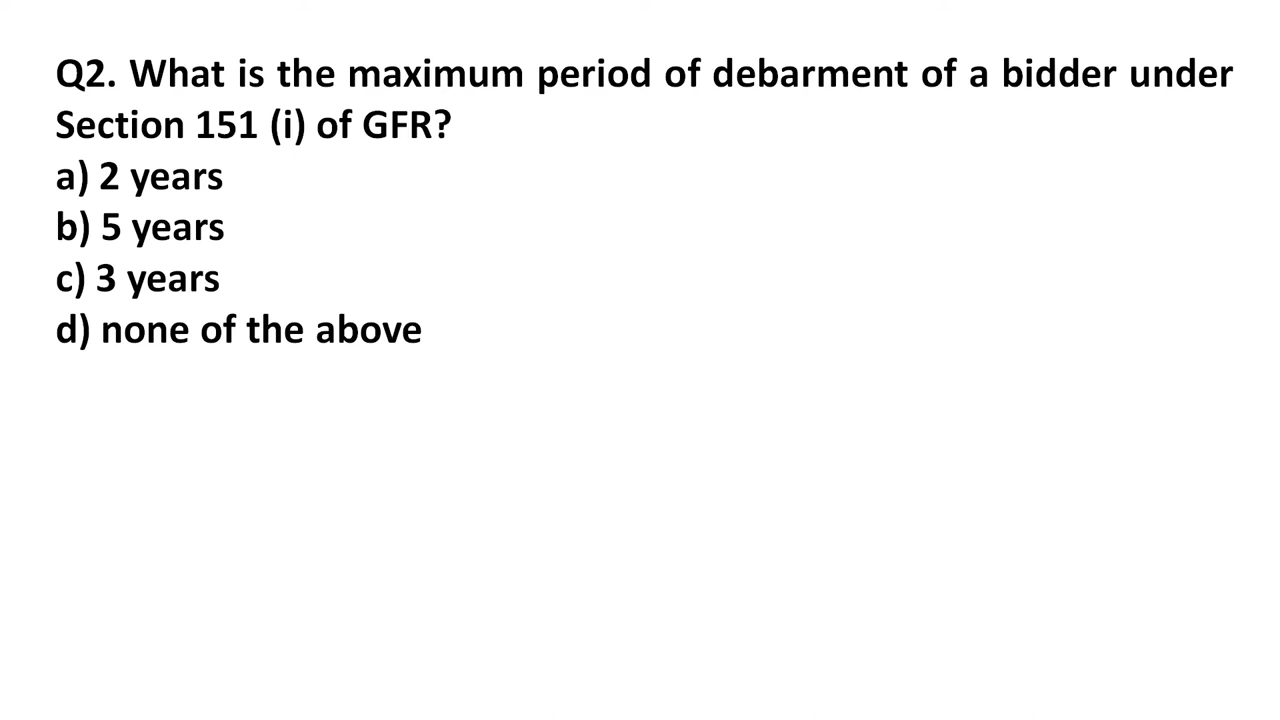 Q2. What is the maximum period of debarment of a bidder under
Section 151 (i) of GFR?
a) 2 years
b) 5 years
c) 3 years
d) none of the above